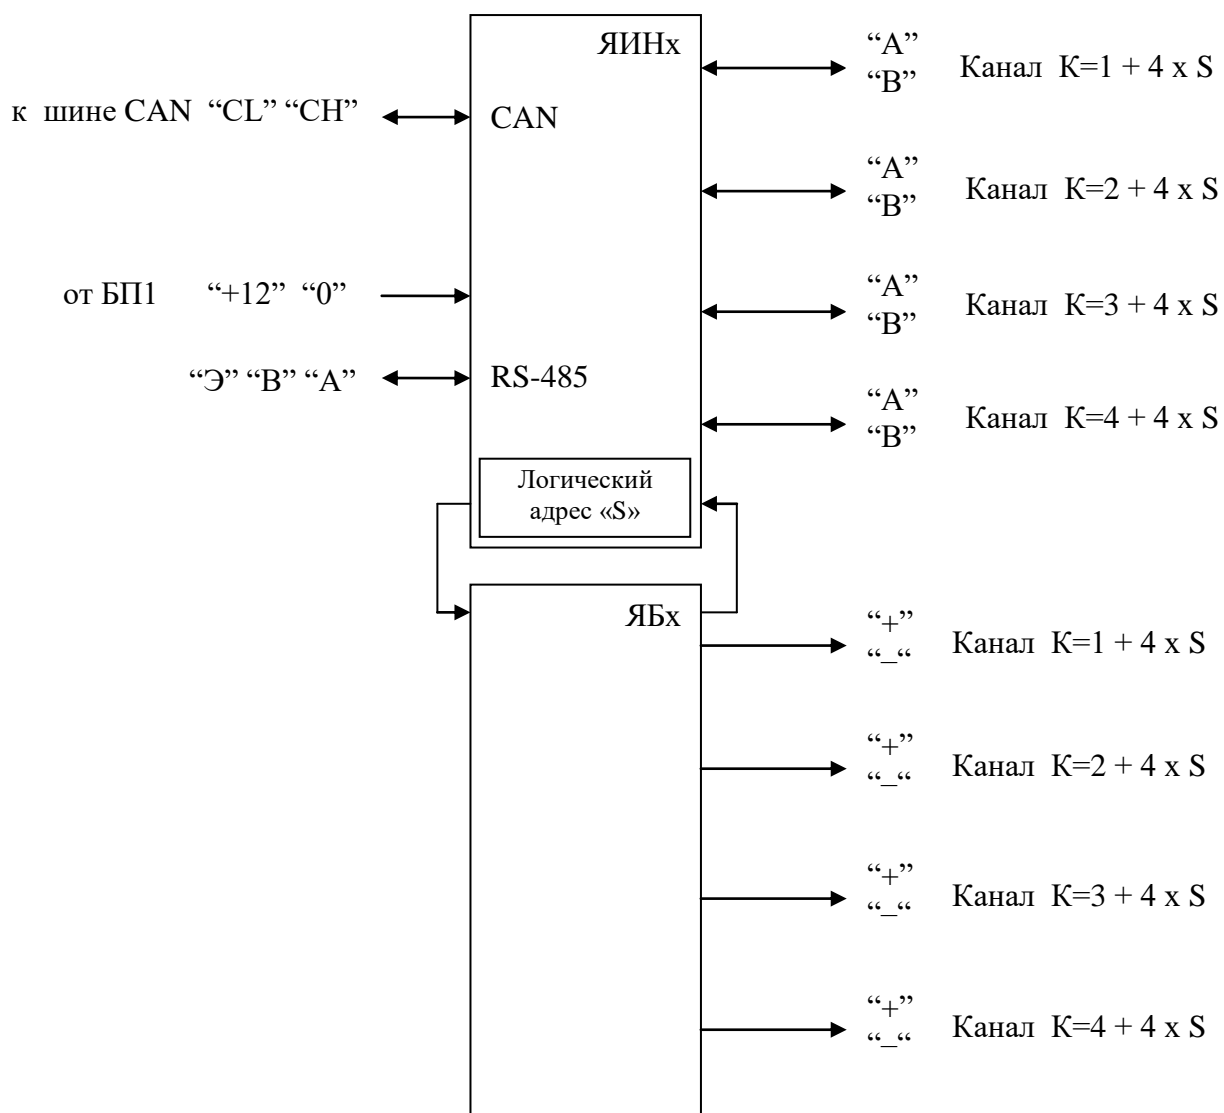 ЯИНх
“А”
“В”
Канал К=1 + 4 x S
к шине CAN “CL” “CH”
CAN
“А”
“В”
Канал К=2 + 4 x S
от БП1 “+12” “0”
“А”
“В”
Канал К=3 + 4 x S
“Э” “В” “А”
RS-485
“А”
“В”
Канал К=4 + 4 x S
Логический
адрес «S»
ЯБх
“+”
“_“
Канал К=1 + 4 x S
“+”
“_“
Канал К=2 + 4 x S
“+”
“_“
Канал К=3 + 4 x S
“+”
“_“
Канал К=4 + 4 x S